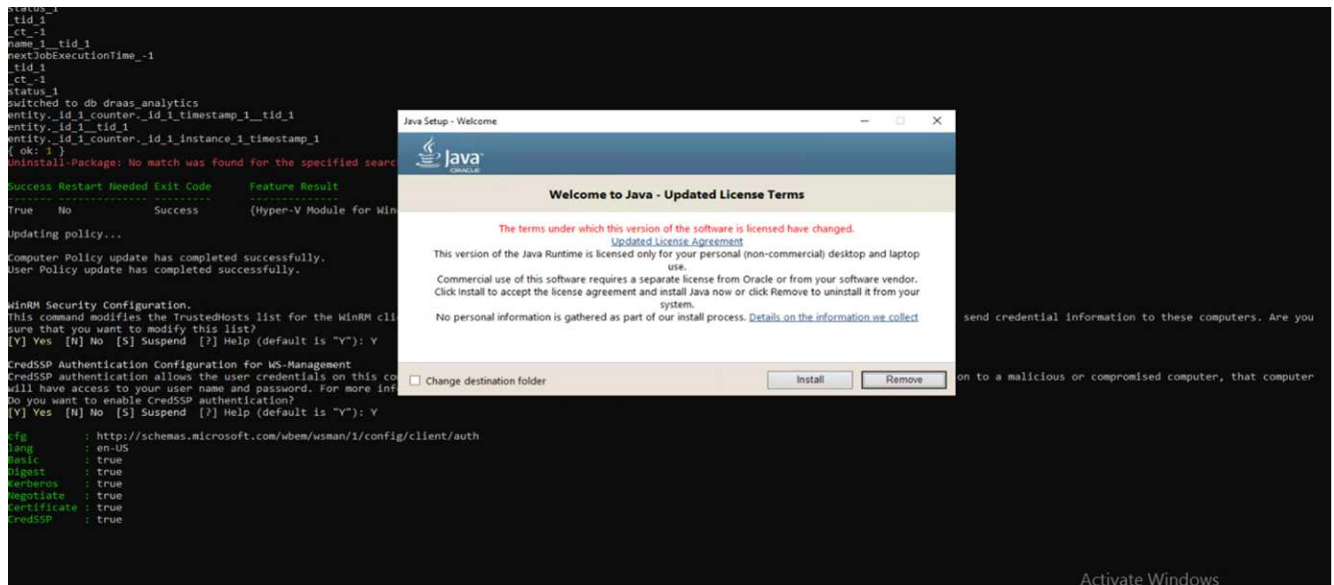 status_1
_tid_1
_ct_-1
name_1__tid_1
nextJobExecutionTime_-1
_tid_1
_ct_-1
status_1
switched to db draas_analytics
entity._id_1_counter._id_1_timestamp_1__tid_1
entity._id_1__tid_1
entity._id_1_counter._id_1_instance_1_timestamp_1
{ ok: 1 }
Uninstall-Package: No match was found for the specified searc
Success Restart Needed Exit Code Feature Result
------- -------------- --------- --------------
True No Success {Hyper-V Module for Win
Updating policy...
Computer Policy update has completed successfully.
User Policy update has completed successfully.
WinRM Security Configuration.
This command modifies the TrustedHosts list for the WinRM cli send credential information to these computers. Are you
sure that you want to modify this list?
[Y] Yes [N] No [S] Suspend [?] Help (default is "Y"): Y
CredSSP Authentication Configuration for WS-Management
CredSSP authentication allows the user credentials on this co on to a malicious or compromised computer, that computer
will have access to your user name and password. For more inf
Do you want to enable CredSSP authentication?
[Y] Yes [N] No [S] Suspend [?] Help (default is "Y"): Y
cfg : http://schemas.microsoft.com/wbem/wsman/1/config/client/auth
lang : en-US
Basic : true
Digest : true
Kerberos : true
Negotiate : true
Certificate : true
CredSSP : true
Java Setup - Welcome
Java
ORACLE
Welcome to Java - Updated License Terms
The terms under which this version of the software is licensed have changed.
Updated License Agreement
This version of the Java Runtime is licensed only for your personal (non-commercial) desktop and laptop
use.
Commercial use of this software requires a separate license from Oracle or from your software vendor.
Click Install to accept the license agreement and install Java now or click Remove to uninstall it from your
system.
No personal information is gathered as part of our install process. Details on the information we collect
Change destination folder
Install
Remove
Activate Windows